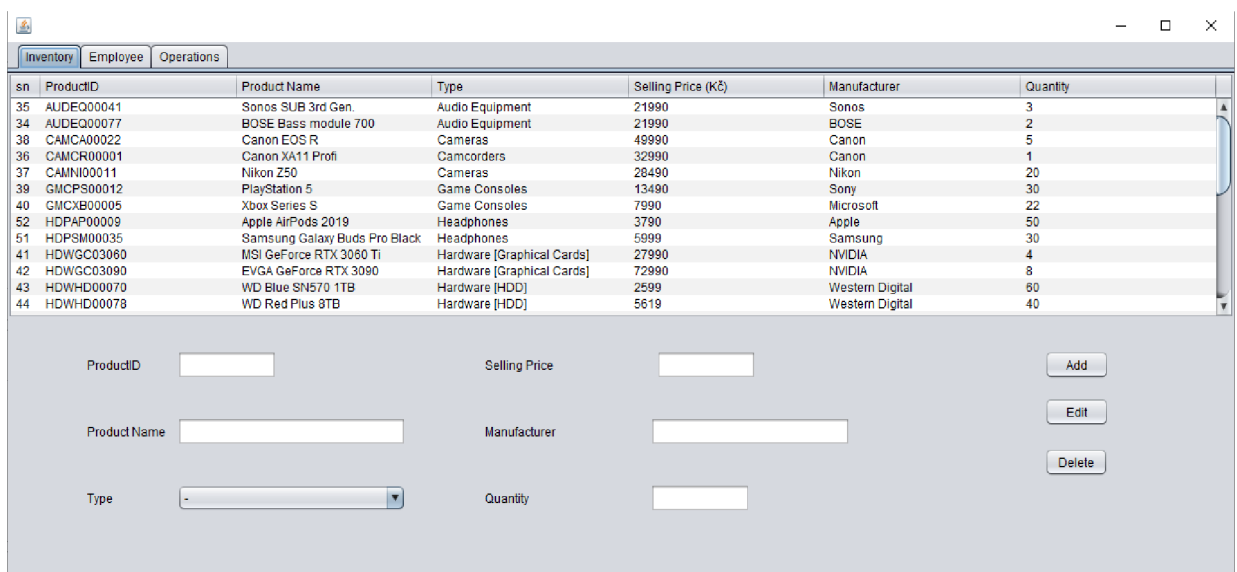 Inventory Employee Operations
sn ProductID Product Name Type Selling Price (Kč) Manufacturer Quantity
35 AUDEQ00041 Sonos SUB 3rd Gen. Audio Equipment 21990 Sonos 3
34 AUDEQ00077 BOSE Bass module 700 Audio Equipment 21990 BOSE 2
38 CAMCA00022 Canon EOS R Cameras 49990 Canon 5
36 CAMCR00001 Canon XA11 Profi Camcorders 32990 Canon 1
37 CAMNI00011 Nikon Z50 Cameras 28490 Nikon 20
39 GMCPS00012 PlayStation 5 Game Consoles 13490 Sony 30
40 GMCXB00005 Xbox Series S Game Consoles 7990 Microsoft 22
52 HDPAP00009 Apple AirPods 2019 Headphones 3790 Apple 50
51 HDPSM00035 Samsung Galaxy Buds Pro Black Headphones 5999 Samsung 30
41 HDWGC03060 MSI GeForce RTX 3060 Ti Hardware [Graphical Cards] 27990 NVIDIA 4
42 HDWGC03090 EVGA GeForce RTX 3090 Hardware [Graphical Cards] 72990 NVIDIA 8
43 HDWHD00070 WD Blue SN570 1TB Hardware [HDD] 2599 Western Digital 60
44 HDWHD00078 WD Red Plus 8TB Hardware [HDD] 5619 Western Digital 40
ProductID Selling Price Add
Edit
Product Name Manufacturer
Delete
Type - Quantity